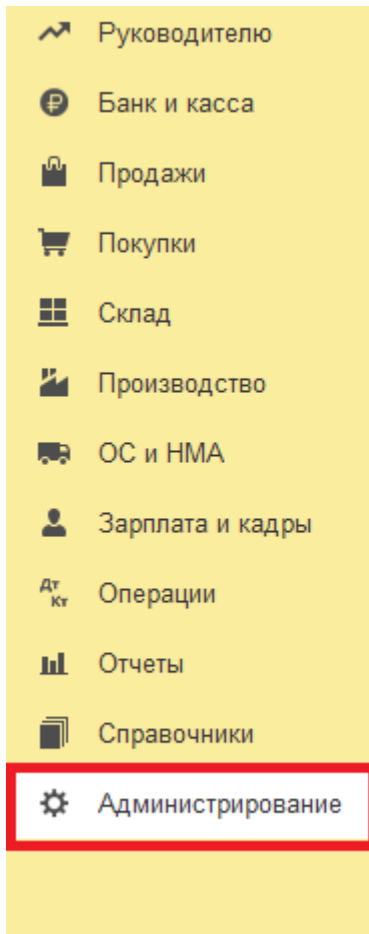 Руководителю
Банк и касса
Продажи
Покупки
Склад
Производство
ОС и НМА
Зарплата и кадры
Дт Кт Операции
Отчеты
Справочники
Администрирование